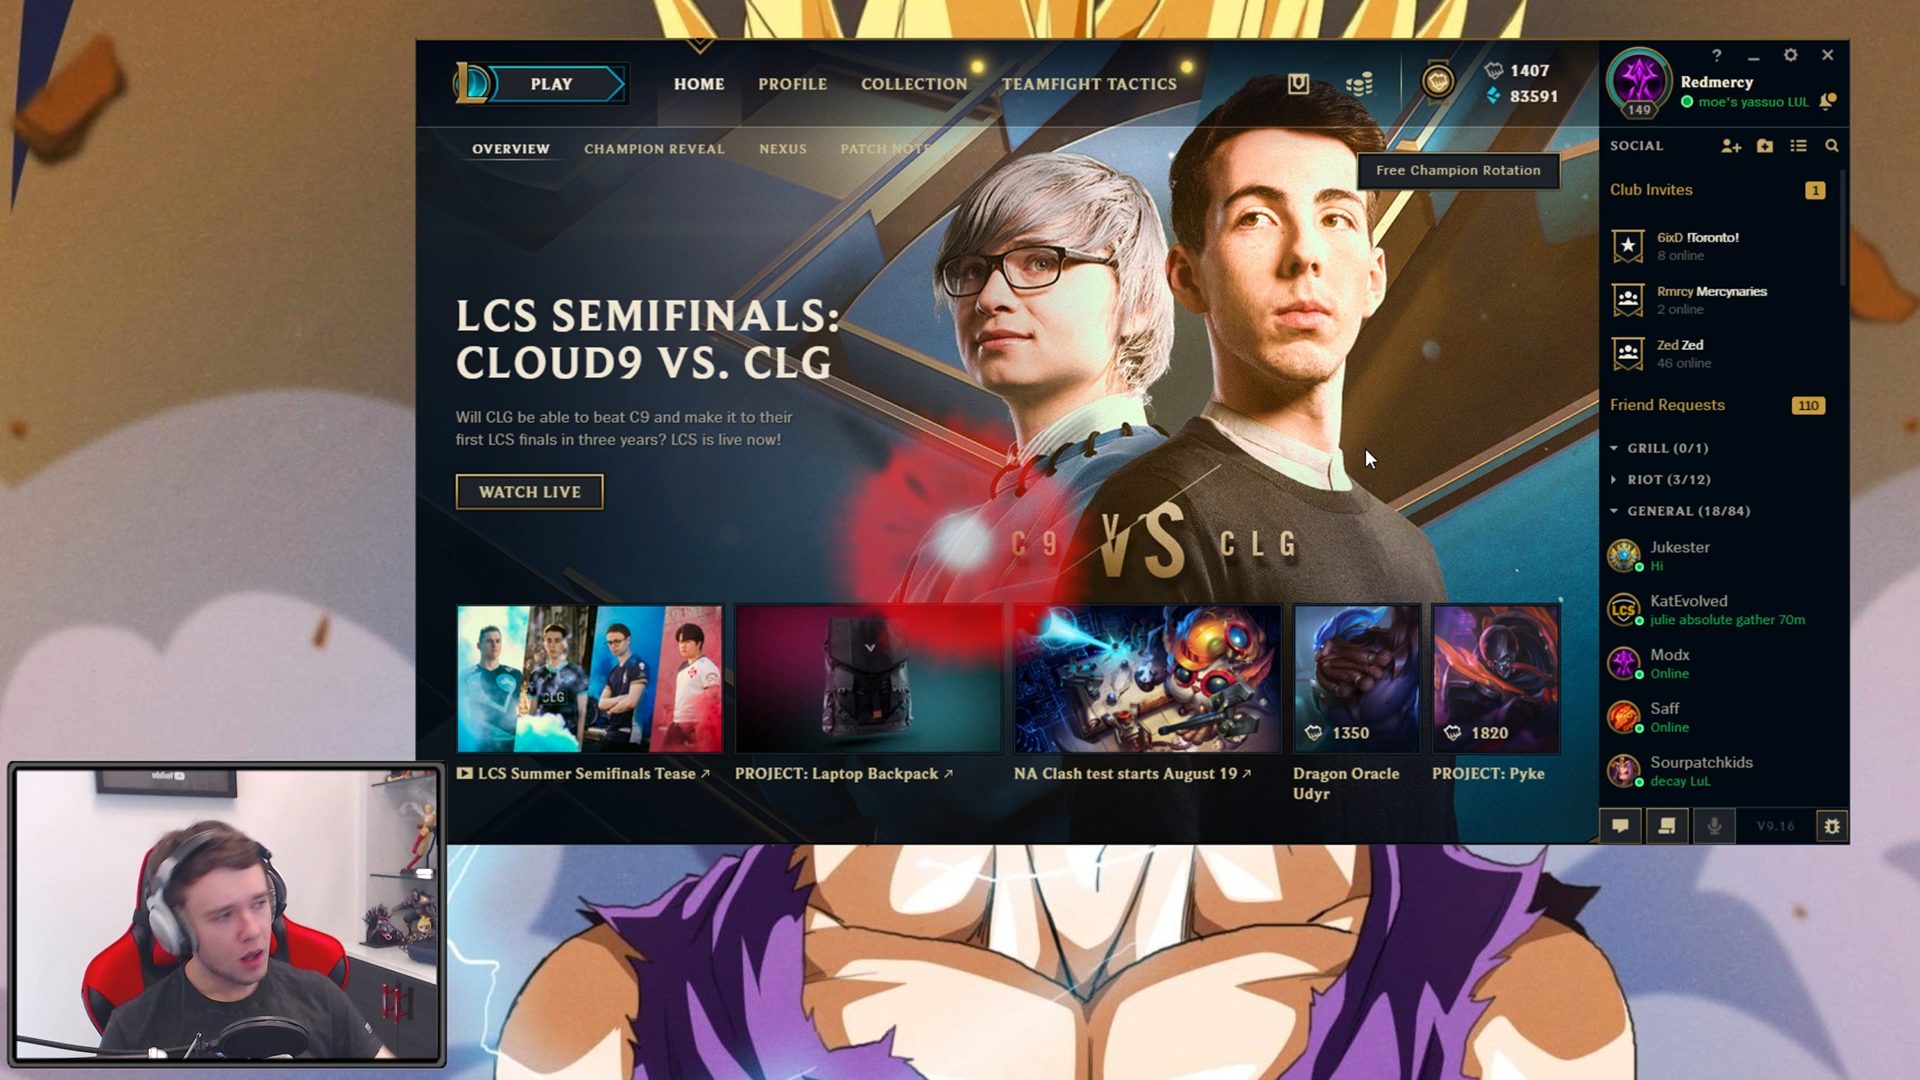 PLAY
HOME
PROFILE
COLLECTION
TEAMFIGHT TACTICS
1407
83591
149
Redmercy
moe's yassuo LUL
OVERVIEW
CHAMPION REVEAL
NEXUS
PATCH NOTE
Free Champion Rotation
SOCIAL
Club Invites
1
6ixD !Toronto!
8 online
Rmrcy Mercynaries
2 online
Zed Zed
46 online
Friend Requests
110
GRILL (0/1)
RIOT (3/12)
GENERAL (18/84)
Jukester
Hi
LCS
KatEvolved
julie absolute gather 70m
Modx
Online
Saff
Online
Sourpatchkids
decay LuL
V9.16
LCS SEMIFINALS:
CLOUD9 VS. CLG
Will CLG be able to beat C9 and make it to their
first LCS finals in three years? LCS is live now!
WATCH LIVE
C9 VS CLG
CLG
1350
1820
LCS Summer Semifinals Tease
PROJECT: Laptop Backpack
NA Clash test starts August 19
Dragon Oracle
Udyr
PROJECT: Pyke